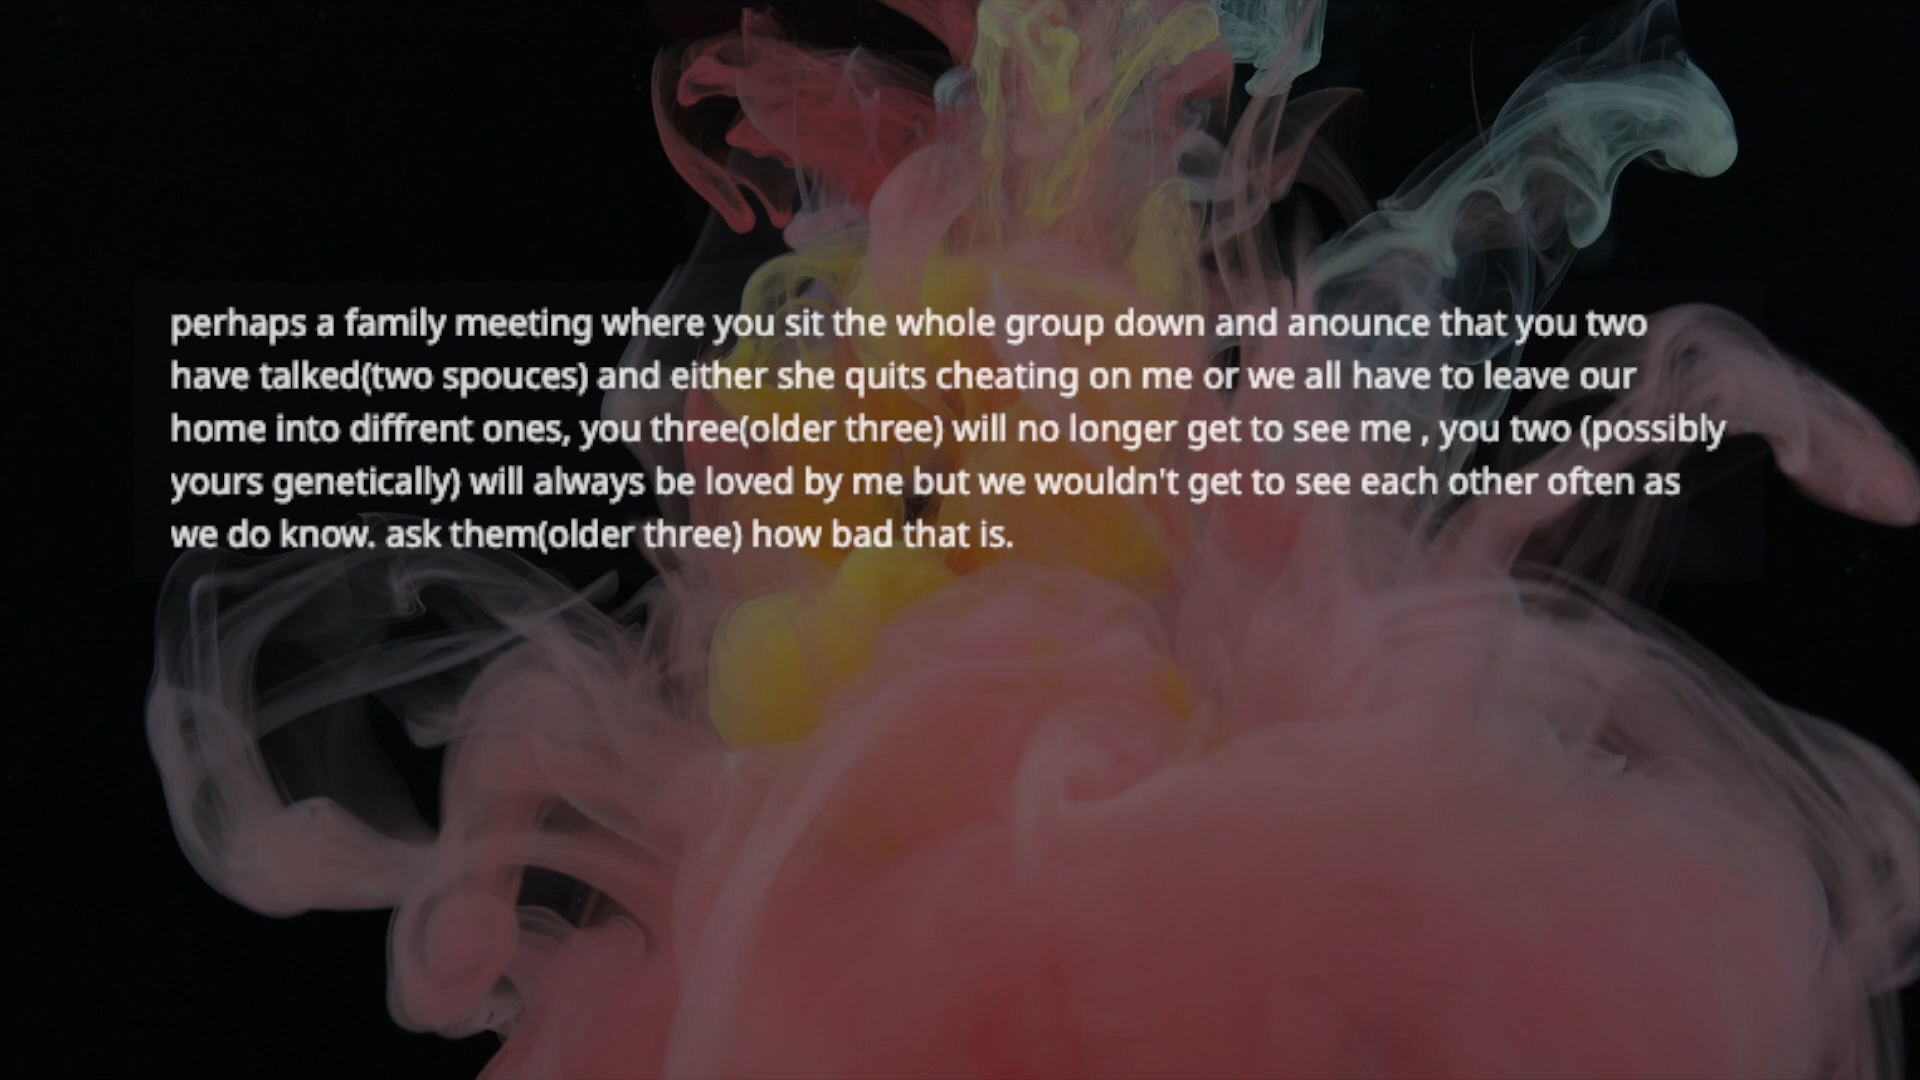 perhaps a family meeting where you sit the whole group down and anounce that you two
have talked(two spouces) and either she quits cheating on me or we all have to leave our
home into diffrent ones, you three(older three) will no longer get to see me , you two (possibly
yours genetically) will always be loved by me but we wouldn't get to see each other often as
we do know. ask them(older three) how bad that is.